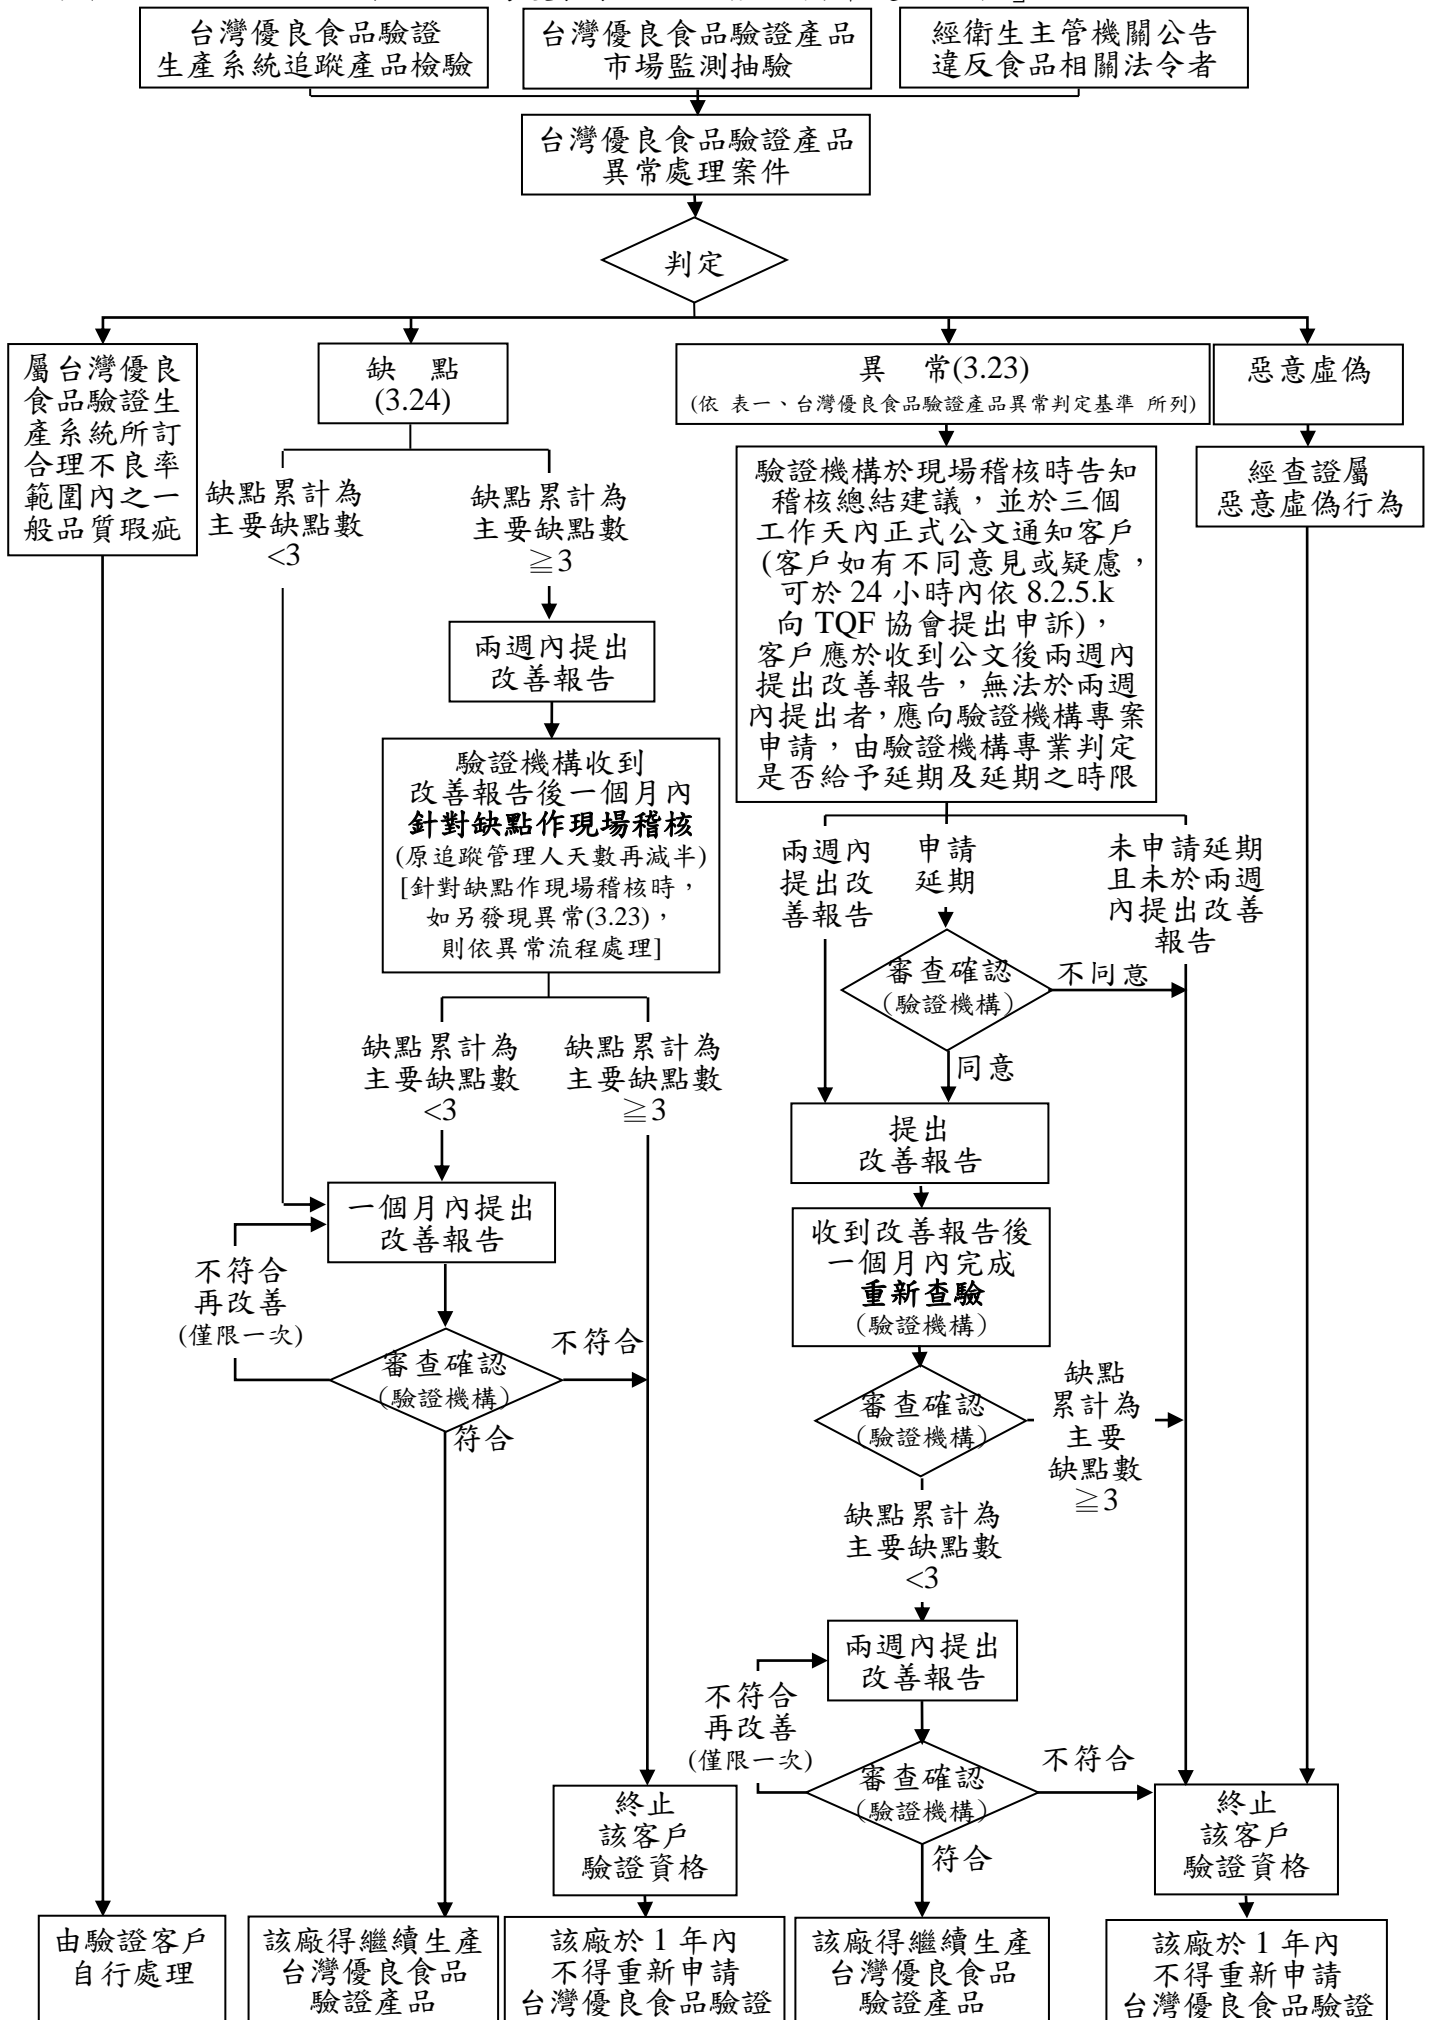 台灣優良食品驗證
生產系統追蹤產品檢驗
台灣優良食品驗證產品
市場監測抽驗
經衛生主管機關公告
違反食品相關法令者
台灣優良食品驗證產品
異常處理案件
判定
屬台灣優良
食品驗證生
產系統所訂
合理不良率
範圍內之一
般品質瑕疵
缺　點
(3.24)
異　常(3.23)
(依 表一、台灣優良食品驗證產品異常判定基準 所列)
惡意虛偽
缺點累計為
主要缺點數
<3
缺點累計為
主要缺點數
≧3
驗證機構於現場稽核時告知
稽核總結建議，並於三個
工作天內正式公文通知客戶
(客戶如有不同意見或疑慮，
可於 24 小時內依 8.2.5.k
向 TQF 協會提出申訴)，
客戶應於收到公文後兩週內
提出改善報告，無法於兩週
內提出者，應向驗證機構專案
申請，由驗證機構專業判定
是否給予延期及延期之時限
經查證屬
惡意虛偽行為
兩週內提出
改善報告
驗證機構收到
改善報告後一個月內
針對缺點作現場稽核
(原追蹤管理人天數再減半)
[針對缺點作現場稽核時，
如另發現異常(3.23)，
則依異常流程處理]
兩週內
提出改
善報告
申請
延期
未申請延期
且未於兩週
內提出改善
報告
審查確認
（驗證機構）
不同意
同意
缺點累計為
主要缺點數
<3
缺點累計為
主要缺點數
≧3
提出
改善報告
一個月內提出
改善報告
收到改善報告後
一個月內完成
重新查驗
（驗證機構）
不符合
再改善
(僅限一次)
審查確認
（驗證機構）
不符合
符合
審查確認
（驗證機構）
缺點
累計為
主要
缺點數
≧3
缺點累計為
主要缺點數
<3
兩週內提出
改善報告
不符合
再改善
(僅限一次)
審查確認
（驗證機構）
不符合
符合
終止
該客戶
驗證資格
終止
該客戶
驗證資格
由驗證客戶
自行處理
該廠得繼續生產
台灣優良食品
驗證產品
該廠於 1 年內
不得重新申請
台灣優良食品驗證
該廠得繼續生產
台灣優良食品
驗證產品
該廠於 1 年內
不得重新申請
台灣優良食品驗證